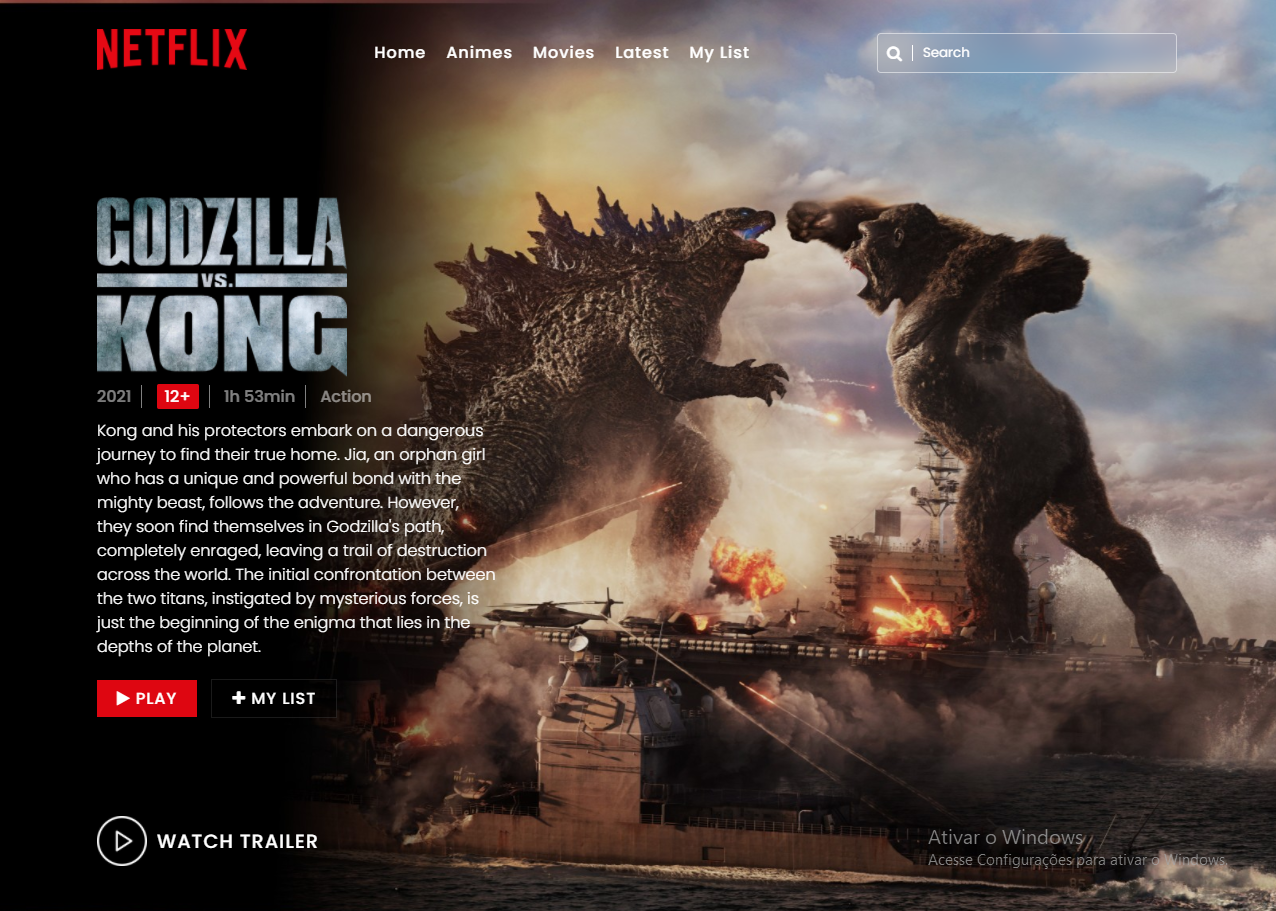 NETFLIX
Home Animes Movies Latest My List
Search
GODZILLA
VS.
KONG
2021 12+ 1h 53min Action
Kong and his protectors embark on a dangerous
journey to find their true home. Jia, an orphan girl
who has a unique and powerful bond with the
mighty beast, follows the adventure. However,
they soon find themselves in Godzilla's path,
completely enraged, leaving a trail of destruction
across the world. The initial confrontation between
the two titans, instigated by mysterious forces, is
just the beginning of the enigma that lies in the
depths of the planet.
PLAY
MY LIST
WATCH TRAILER
Ativar o Windows
Acesse Configurações para ativar o Windows.